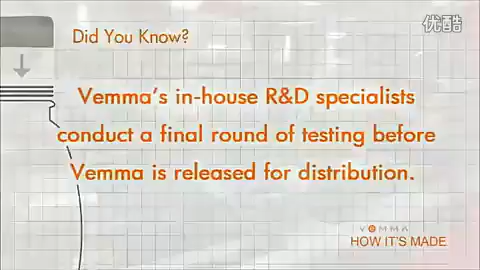 优酷
Did You Know?
Vemma's in-house R&D specialists
conduct a final round of testing before
Vemma is released for distribution.
VEMMA
HOW IT'S MADE